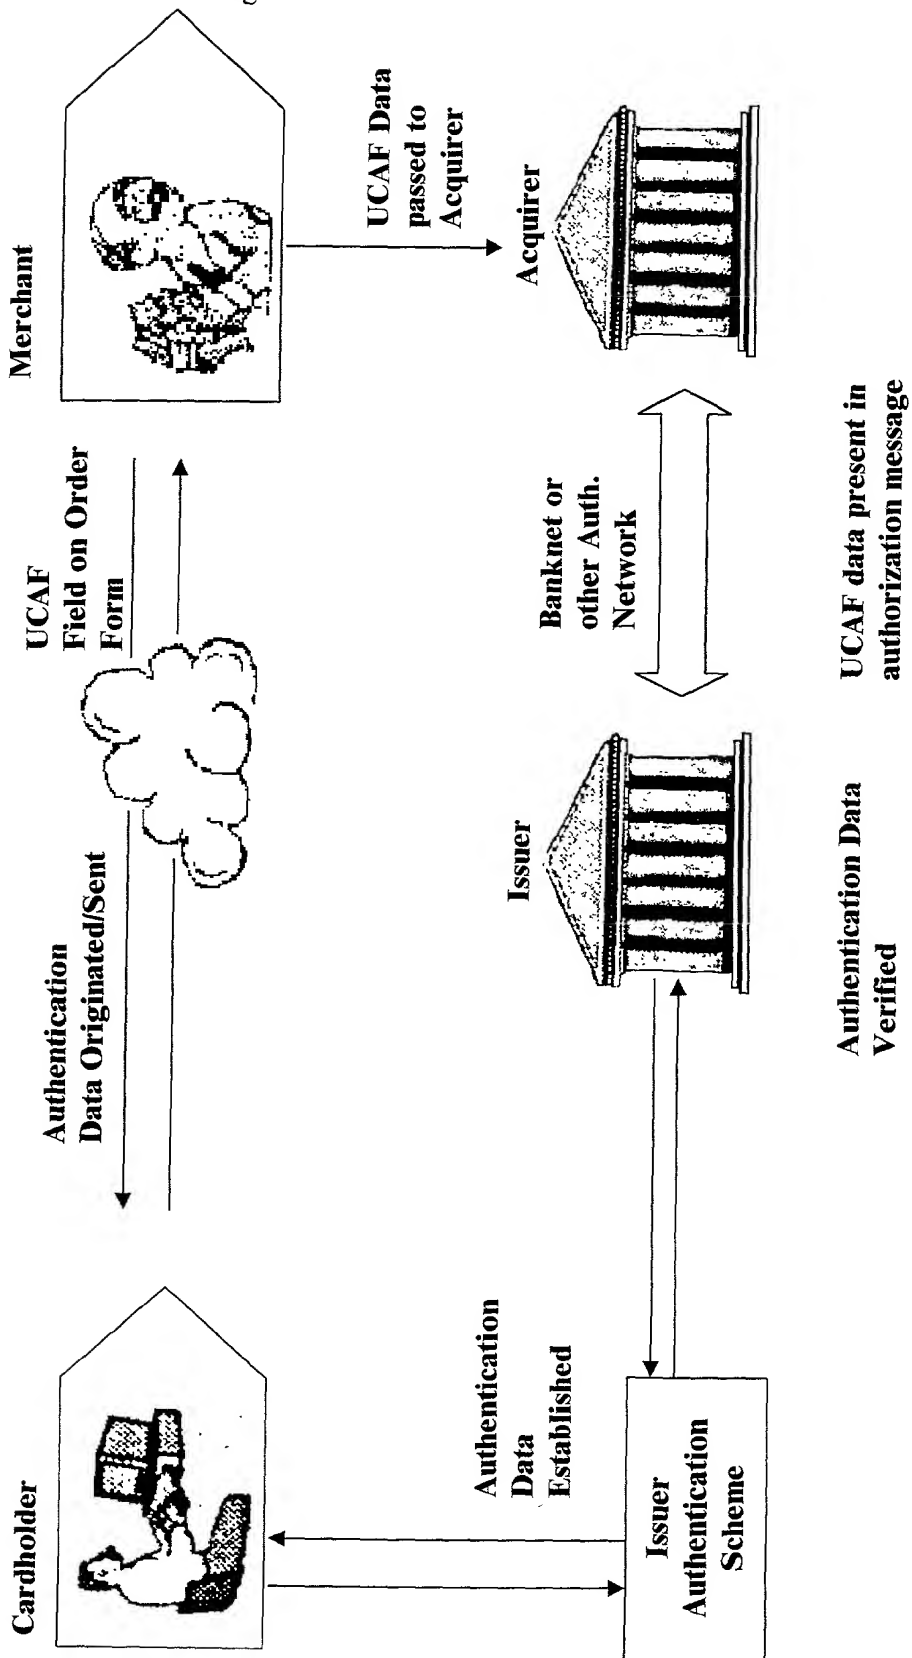 Cardholder
Authentication
Data Originated/Sent
UCAF
Field on Order
Form
Merchant
Authentication
Data
Established
UCAF Data
passed to
Acquirer
Issuer
Authentication
Scheme
Issuer
Banknet or
other Auth.
Network
Acquirer
Authentication Data
Verified
UCAF data present in
authorization message